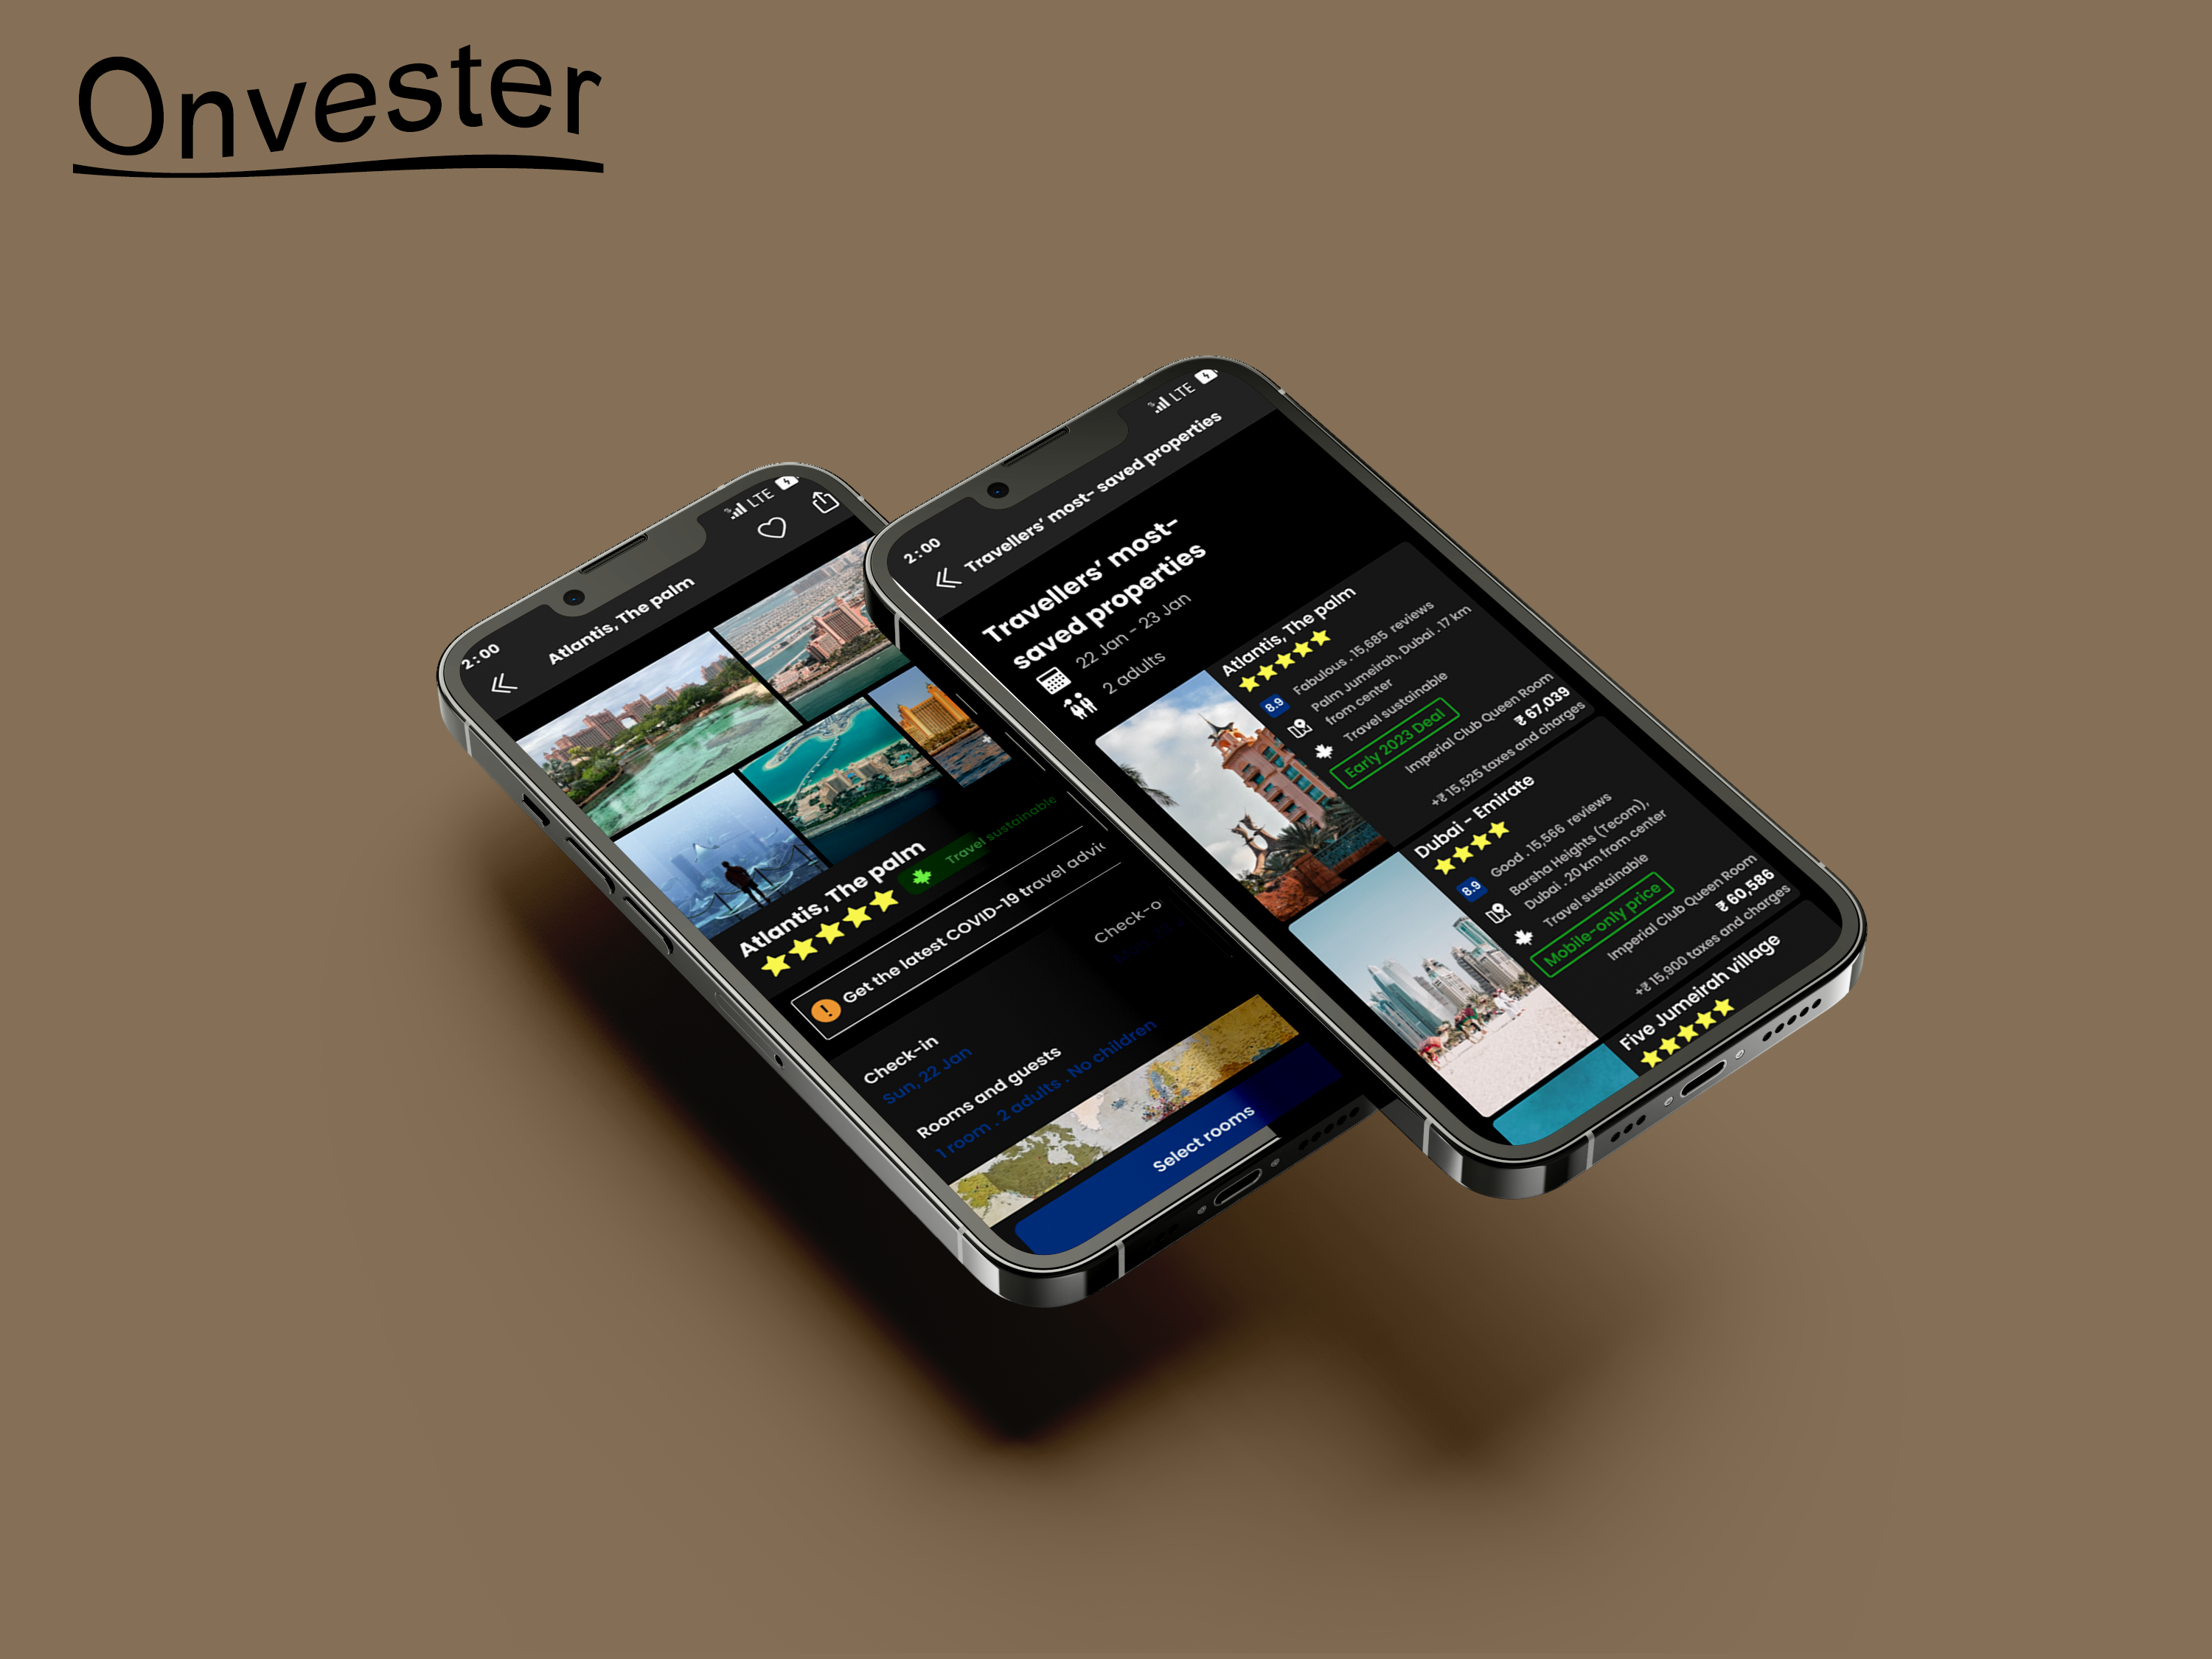 Onvester
2:00
LTE
Atlantis, The palm
Atlantis, The palm
Travel sustainable
Get the latest COVID-19 travel advic
Check-in
Check-o
Sun, 22 Jan
Rooms and guests
1 room . 2 adults . No children
Select rooms
2:00
LTE
Travellers' most- saved properties
Travellers' most-
saved properties
22 Jan - 23 Jan
2 adults
Atlantis, The palm
8.9 Fabulous . 15,685 reviews
Palm Jumeirah, Dubai . 17 km
from center
Travel sustainable
Early 2023 Deal
Imperial Club Queen Room
₹ 67,039
+₹ 15,525 taxes and charges
Dubai - Emirate
8.9 Good . 15,566 reviews
Barsha Heights (Tecom),
Dubai . 20 km from center
Travel sustainable
Mobile-only price
Imperial Club Queen Room
₹ 60,586
+₹ 15,900 taxes and charges
Five Jumeirah village